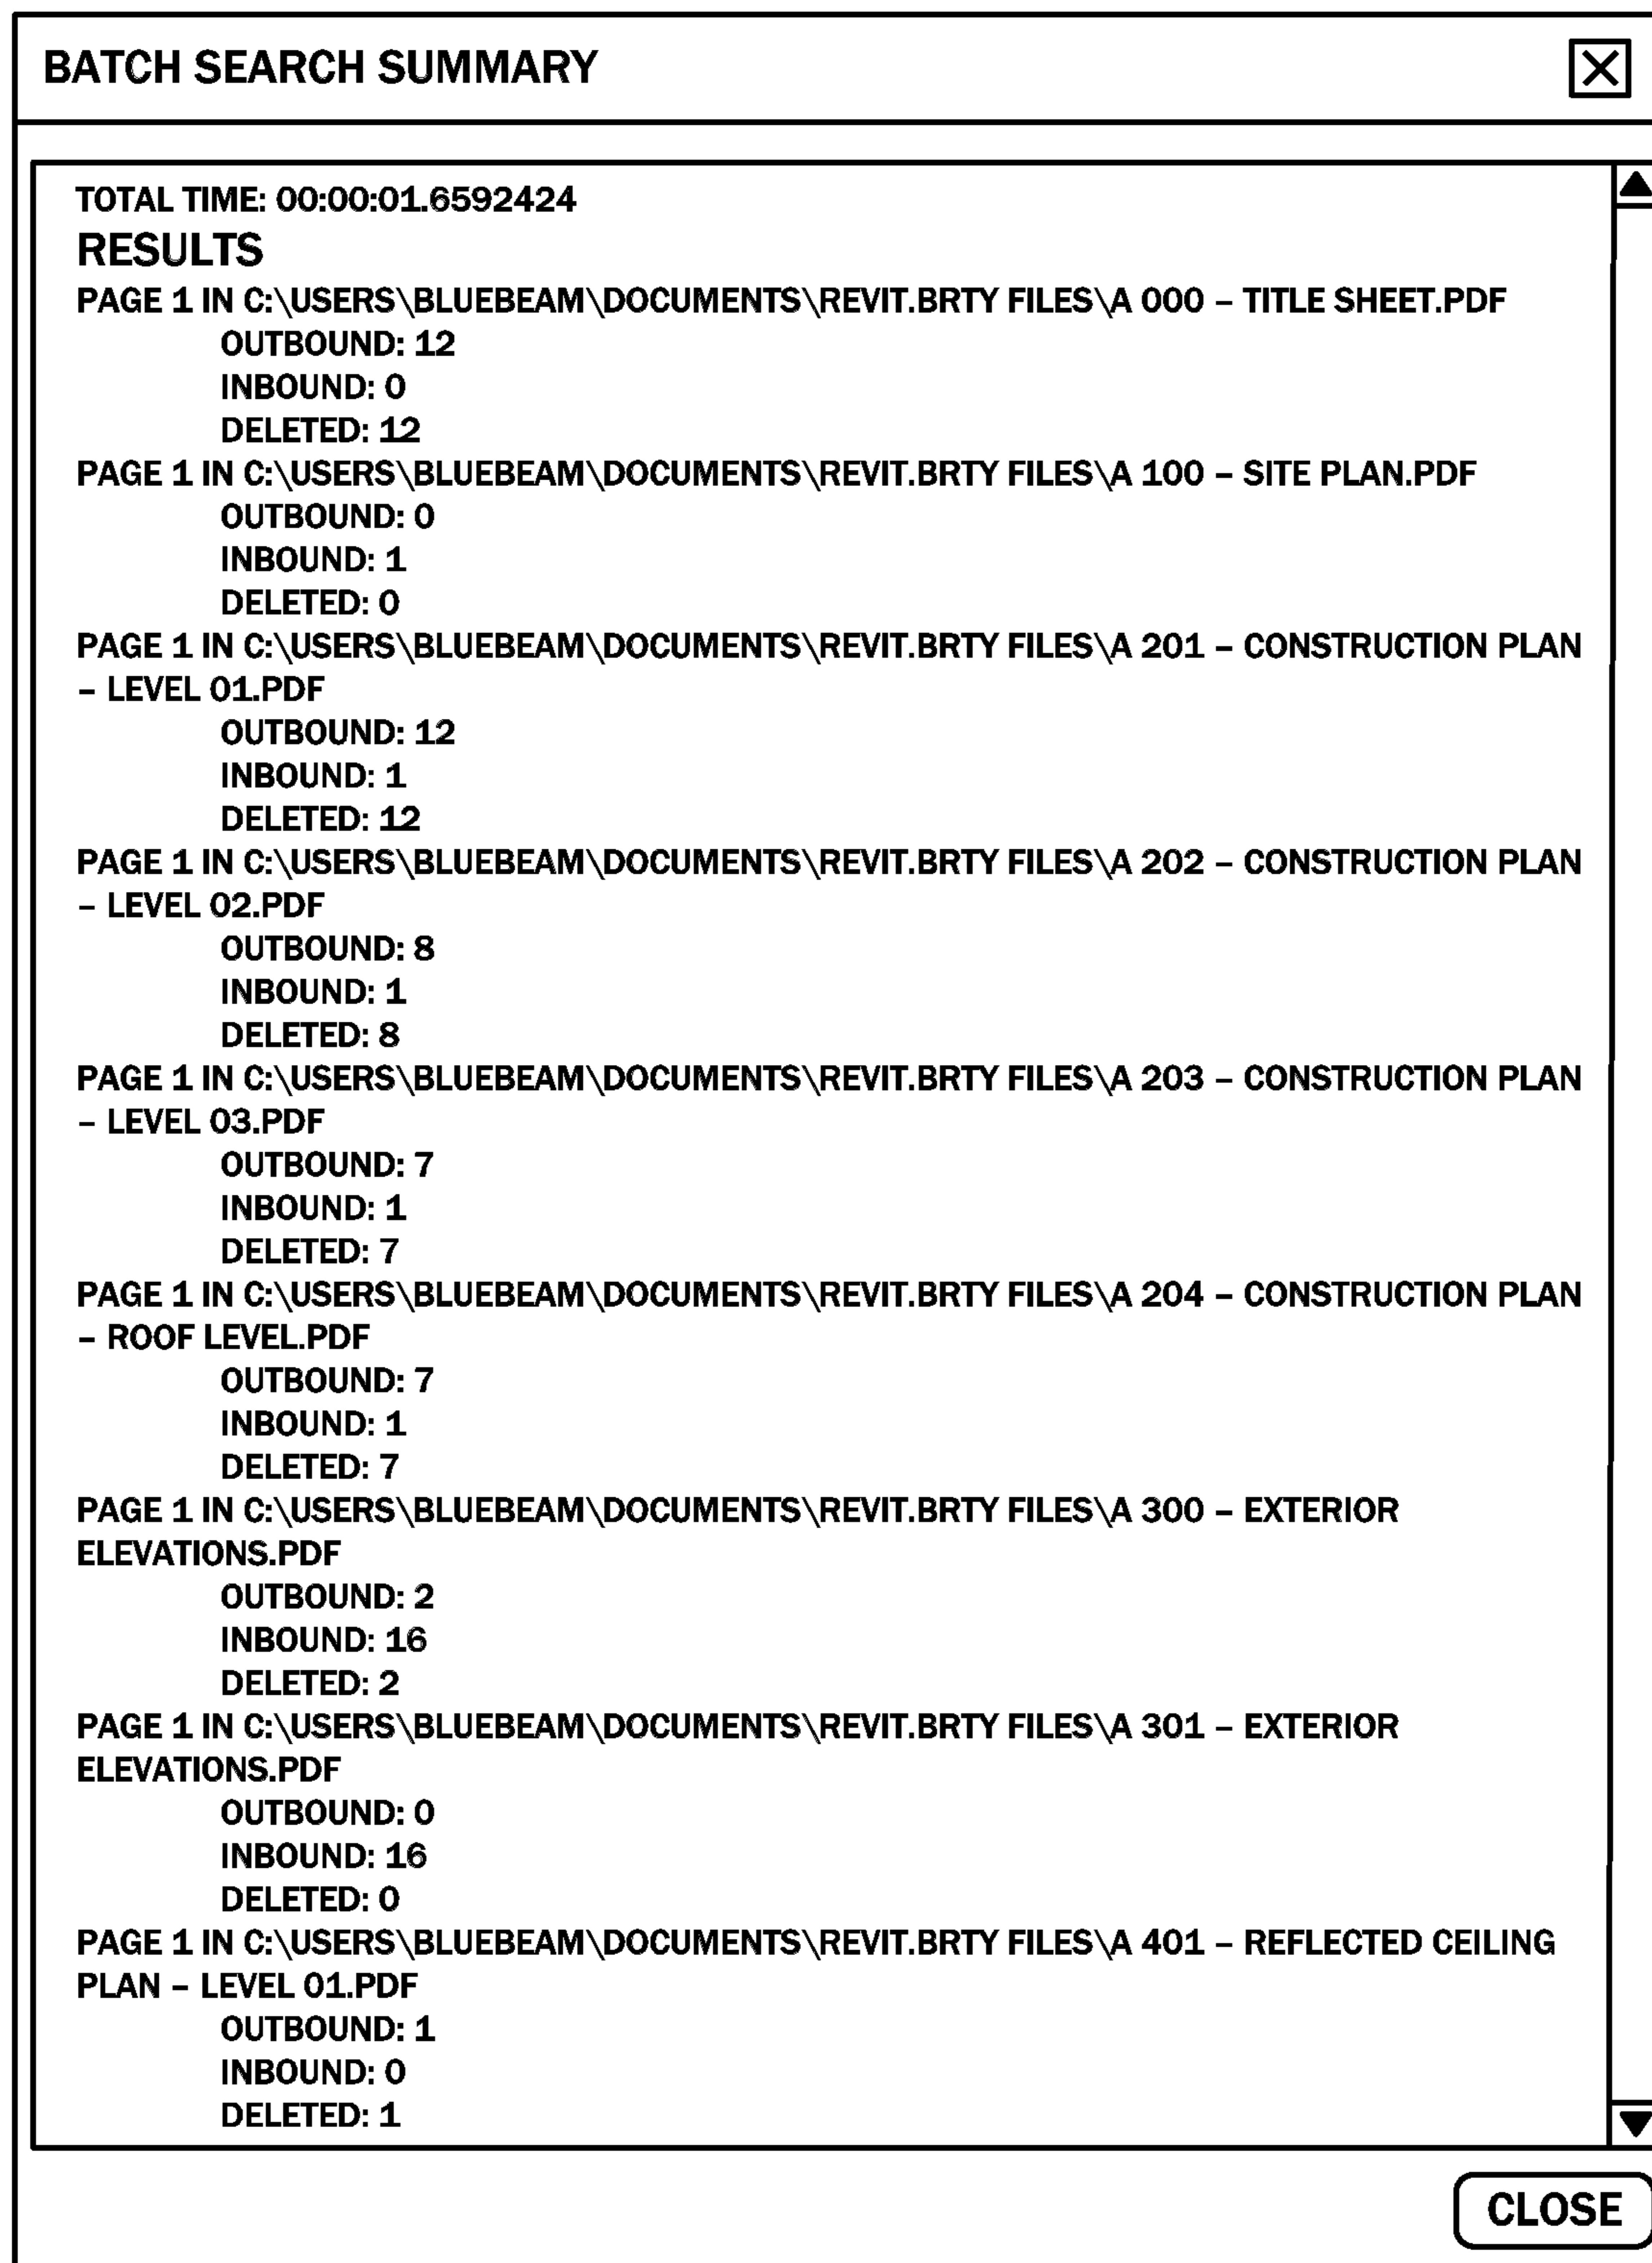 BATCH SEARCH SUMMARY
TOTAL TIME: 00:00:01.6592424
RESULTS
PAGE 1 IN C:\USERS\BLUEBEAM\DOCUMENTS\REVIT.BRTY FILES\A 000 – TITLE SHEET.PDF
OUTBOUND: 12
INBOUND: 0
DELETED: 12
PAGE 1 IN C:\USERS\BLUEBEAM\DOCUMENTS\REVIT.BRTY FILES\A 100 – SITE PLAN.PDF
OUTBOUND: 0
INBOUND: 1
DELETED: 0
PAGE 1 IN C:\USERS\BLUEBEAM\DOCUMENTS\REVIT.BRTY FILES\A 201 – CONSTRUCTION PLAN
– LEVEL 01.PDF
OUTBOUND: 12
INBOUND: 1
DELETED: 12
PAGE 1 IN C:\USERS\BLUEBEAM\DOCUMENTS\REVIT.BRTY FILES\A 202 – CONSTRUCTION PLAN
– LEVEL 02.PDF
OUTBOUND: 8
INBOUND: 1
DELETED: 8
PAGE 1 IN C:\USERS\BLUEBEAM\DOCUMENTS\REVIT.BRTY FILES\A 203 – CONSTRUCTION PLAN
– LEVEL 03.PDF
OUTBOUND: 7
INBOUND: 1
DELETED: 7
PAGE 1 IN C:\USERS\BLUEBEAM\DOCUMENTS\REVIT.BRTY FILES\A 204 – CONSTRUCTION PLAN
– ROOF LEVEL.PDF
OUTBOUND: 7
INBOUND: 1
DELETED: 7
PAGE 1 IN C:\USERS\BLUEBEAM\DOCUMENTS\REVIT.BRTY FILES\A 300 – EXTERIOR
ELEVATIONS.PDF
OUTBOUND: 2
INBOUND: 16
DELETED: 2
PAGE 1 IN C:\USERS\BLUEBEAM\DOCUMENTS\REVIT.BRTY FILES\A 301 – EXTERIOR
ELEVATIONS.PDF
OUTBOUND: 0
INBOUND: 16
DELETED: 0
PAGE 1 IN C:\USERS\BLUEBEAM\DOCUMENTS\REVIT.BRTY FILES\A 401 – REFLECTED CEILING
PLAN – LEVEL 01.PDF
OUTBOUND: 1
INBOUND: 0
DELETED: 1
CLOSE